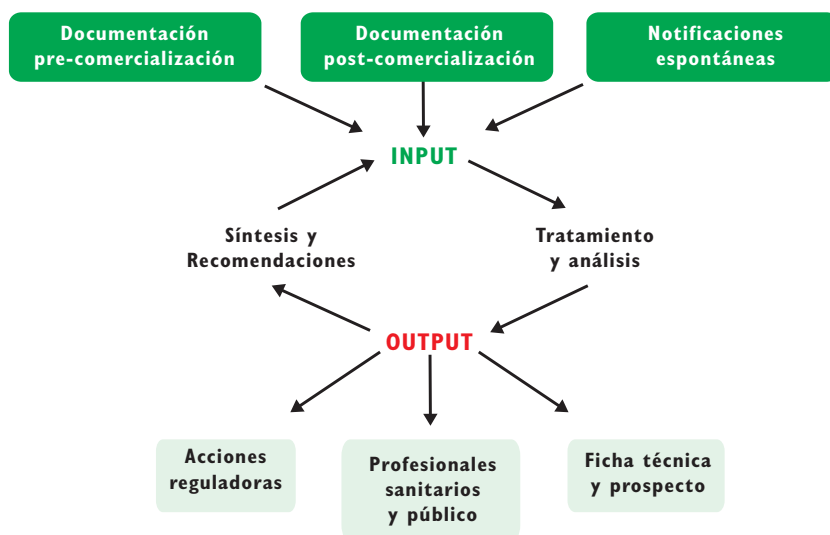 Documentación
pre-comercialización
Documentación
post-comercialización
Notificaciones
espontáneas
INPUT
Síntesis y
Recomendaciones
Tratamiento
y análisis
OUTPUT
Acciones
reguladoras
Profesionales
sanitarios
y público
Ficha técnica
y prospecto